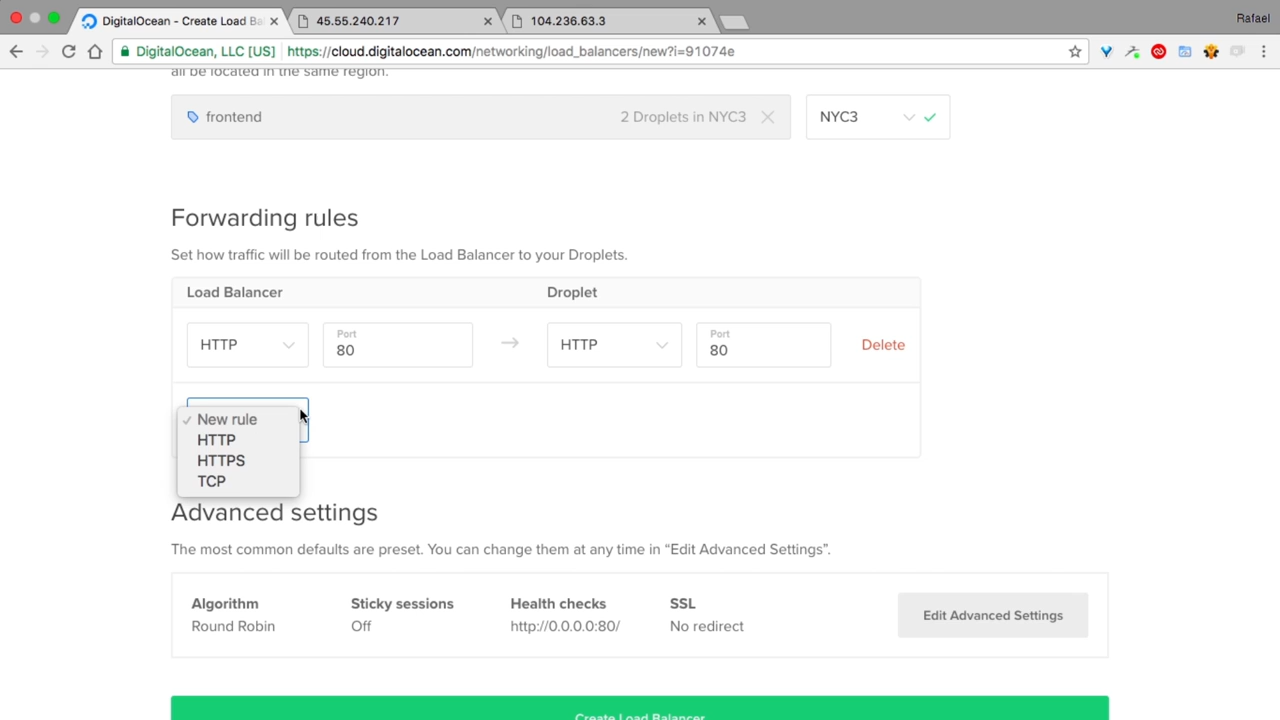 DigitalOcean - Create Load Ba
45.55.240.217
104.236.63.3
Rafael
DigitalOcean, LLC [US]
https://cloud.digitalocean.com/networking/load_balancers/new?i=91074e
all be located in the same region.
frontend
2 Droplets in NYC3
NYC3
Forwarding rules
Set how traffic will be routed from the Load Balancer to your Droplets.
Load Balancer
Droplet
HTTP
Port
80
HTTP
Port
80
Delete
New rule
HTTP
HTTPS
TCP
Advanced settings
The most common defaults are preset. You can change them at any time in “Edit Advanced Settings”.
Algorithm
Round Robin
Sticky sessions
Off
Health checks
http://0.0.0.0:80/
SSL
No redirect
Edit Advanced Settings
Create Load Balancer